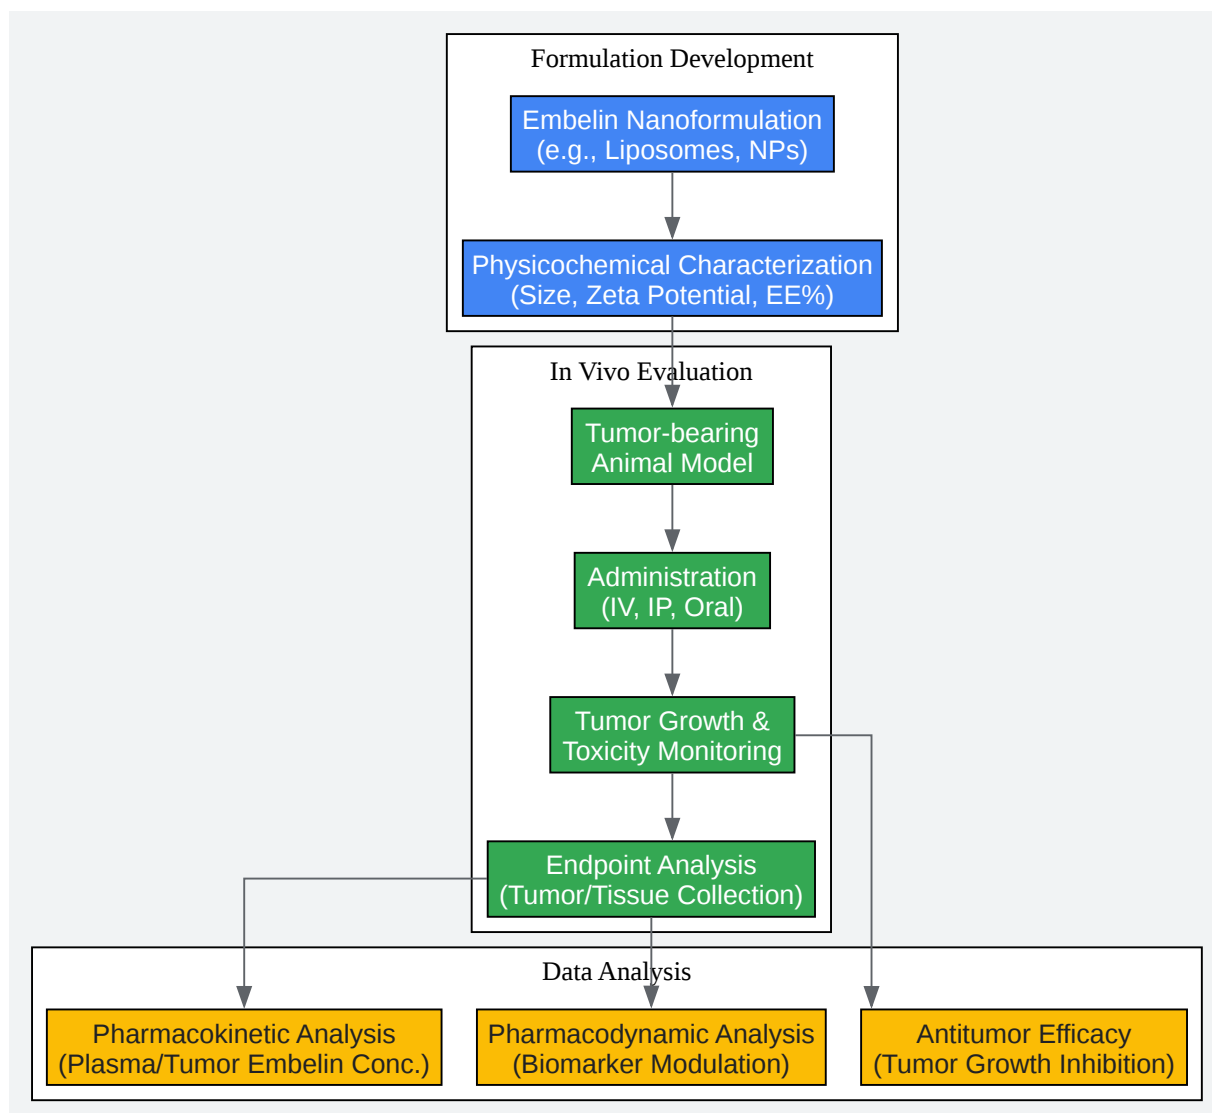 Formulation Development
Embelin Nanoformulation
(e.g., Liposomes, NPs)
Physicochemical Characterization
(Size, Zeta Potential, EE%)
In Vivo Evaluation
Tumor-bearing
Animal Model
Administration
(IV, IP, Oral)
Tumor Growth &
Toxicity Monitoring
Endpoint Analysis
(Tumor/Tissue Collection)
Data Analysis
Pharmacokinetic Analysis
(Plasma/Tumor Embelin Conc.)
Pharmacodynamic Analysis
(Biomarker Modulation)
Antitumor Efficacy
(Tumor Growth Inhibition)